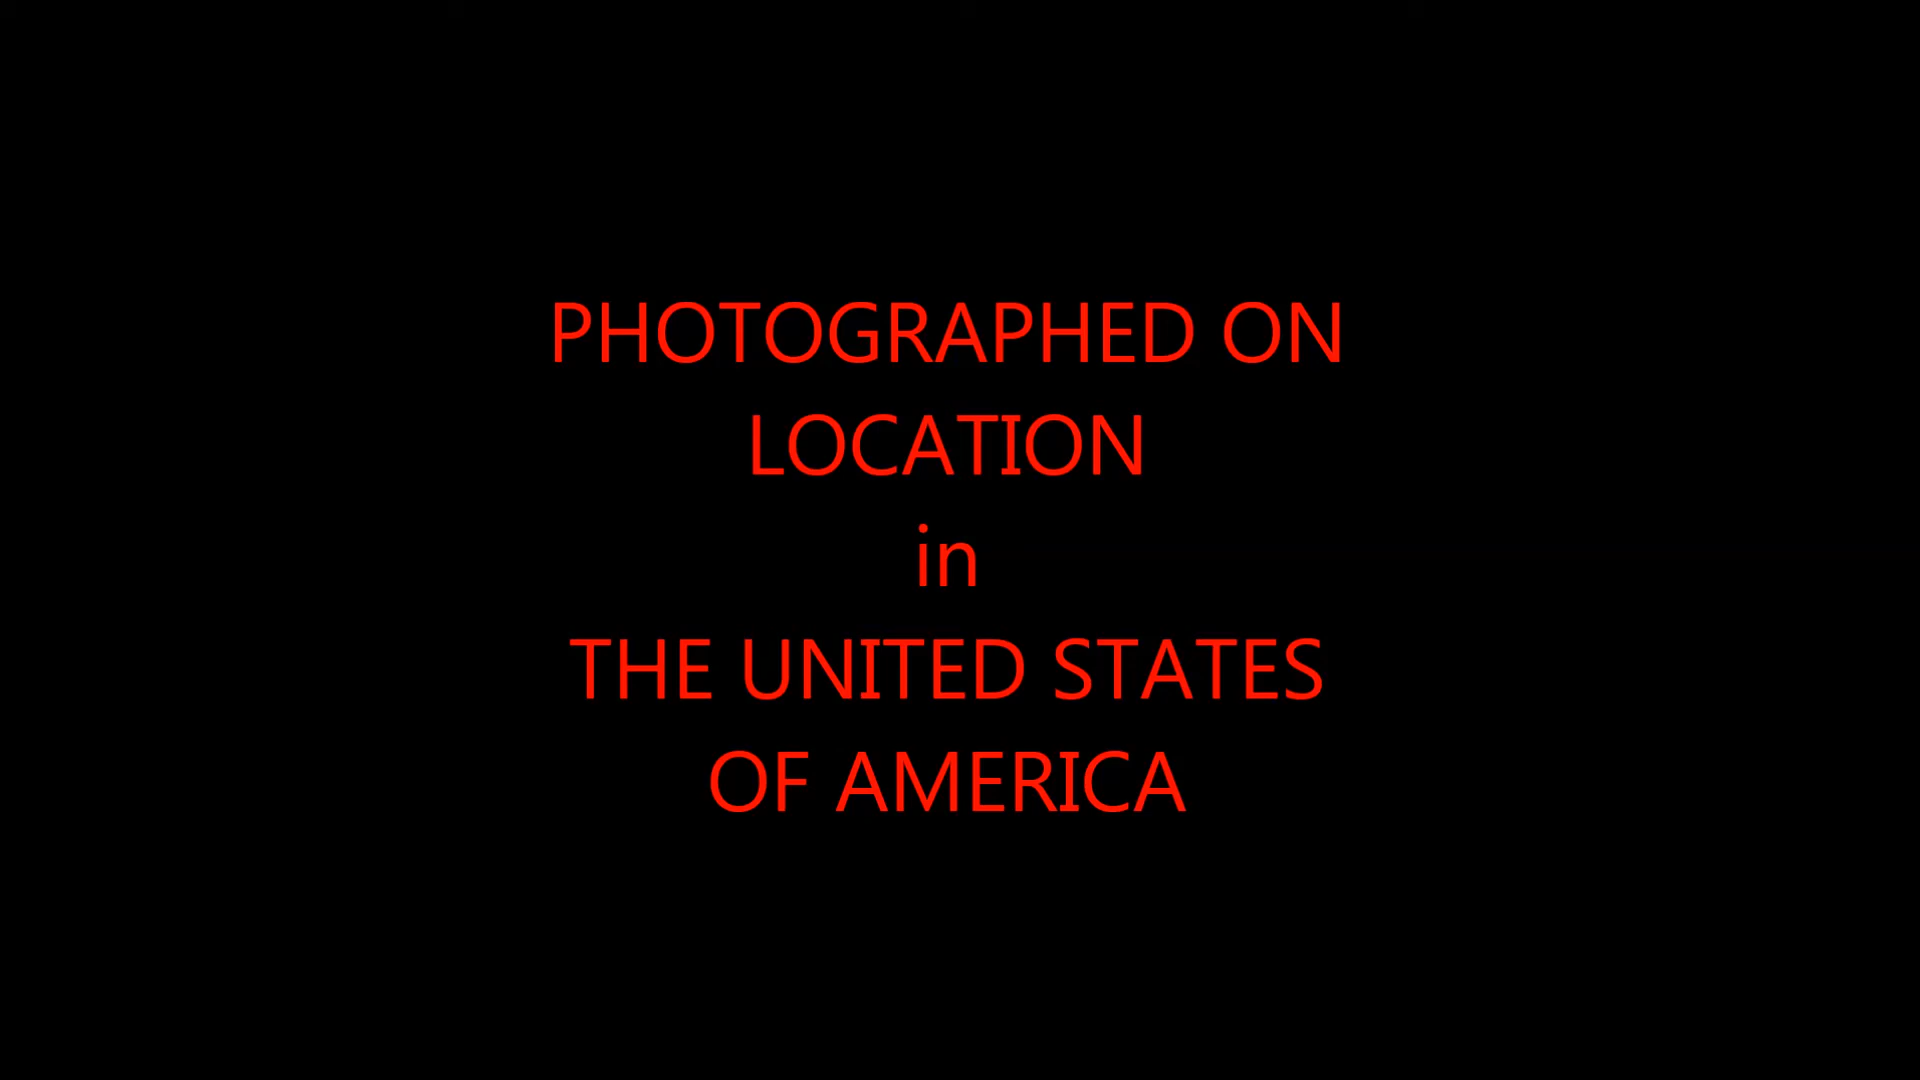 PHOTOGRAPHED ON
LOCATION
in
THE UNITED STATES
OF AMERICA